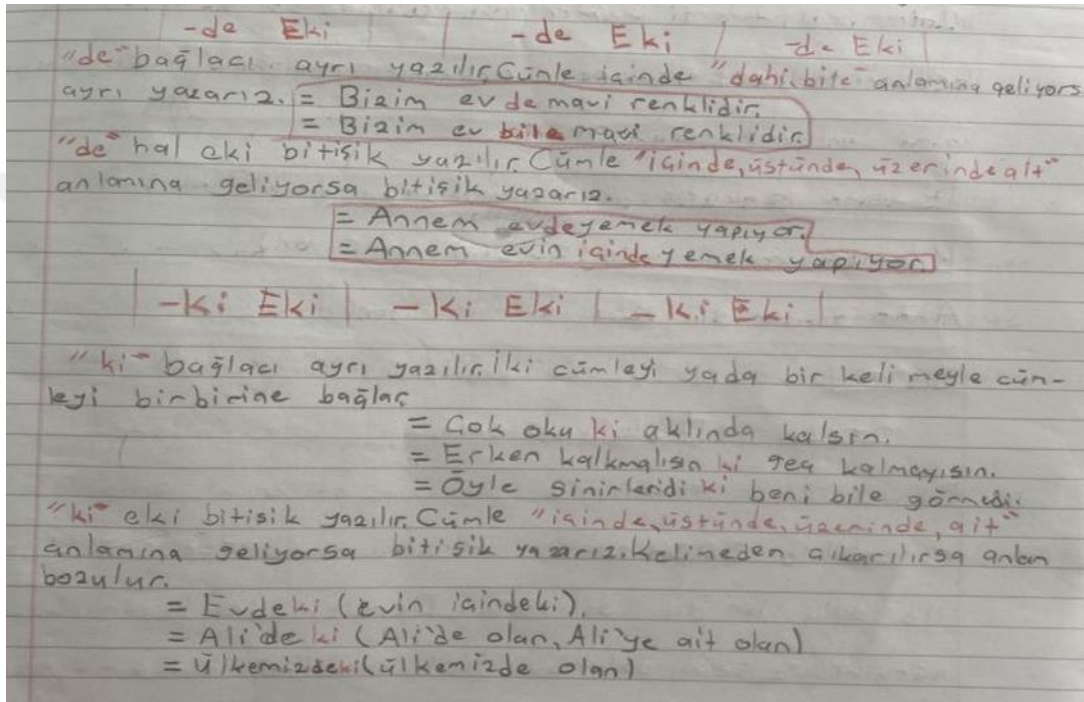 -de Eki | -de Eki | -de Eki |
"de" bağlacı ayrı yazılır. Cümle içinde "dahi, bile" anlamına geliyors
ayrı yazarız. = Bizim ev de mavi renklidir.
= Bizim ev bile mavi renklidir.
"de" hal eki bitişik yazılır. Cümle "içinde, üstünde, üzerinde ait"
anlamına geliyorsa bitişik yazarız.
= Annem evde yemek yapıyor.
= Annem evin içinde yemek yapıyor.
| -ki Eki | -ki Eki | -ki Eki |
"ki" bağlacı ayrı yazılır. İki cümleyi yada bir kelimeyle cüm-
leyi birbirine bağlar
= Çok oku ki aklında kalsın.
= Erken kalkmalısın ki geç kalmayısın.
= Öyle sinirleridi ki beni bile görmedi.
"ki" eki bitişik yazılır. Cümle "içinde, üstünde, üzerinde, ait"
anlamına geliyorsa bitişik yazarız. Kelimeden çıkarılırsa anlam
bozulur.
= Evdeki (evin içindeki).
= Ali'de ki (Ali'de olan, Ali'ye ait olan)
= Ülkemizdeki (ülkemizde olan)